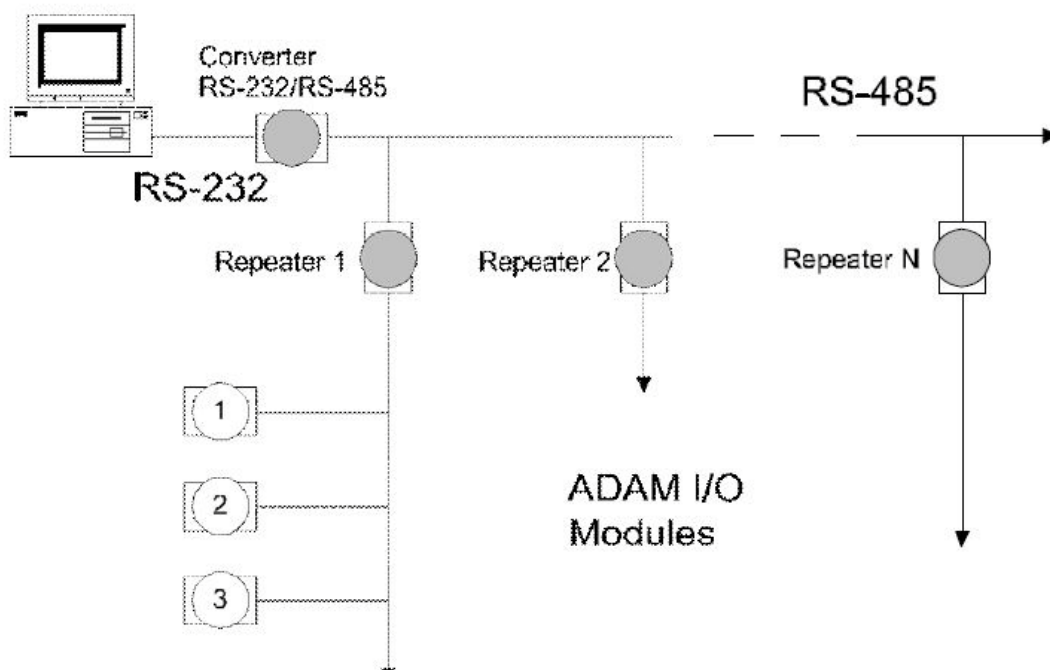 Converter
RS-232/RS-485
RS-485
RS-232
Repeater 1
Repeater 2
Repeater N
1
2
3
ADAM I/O
Modules